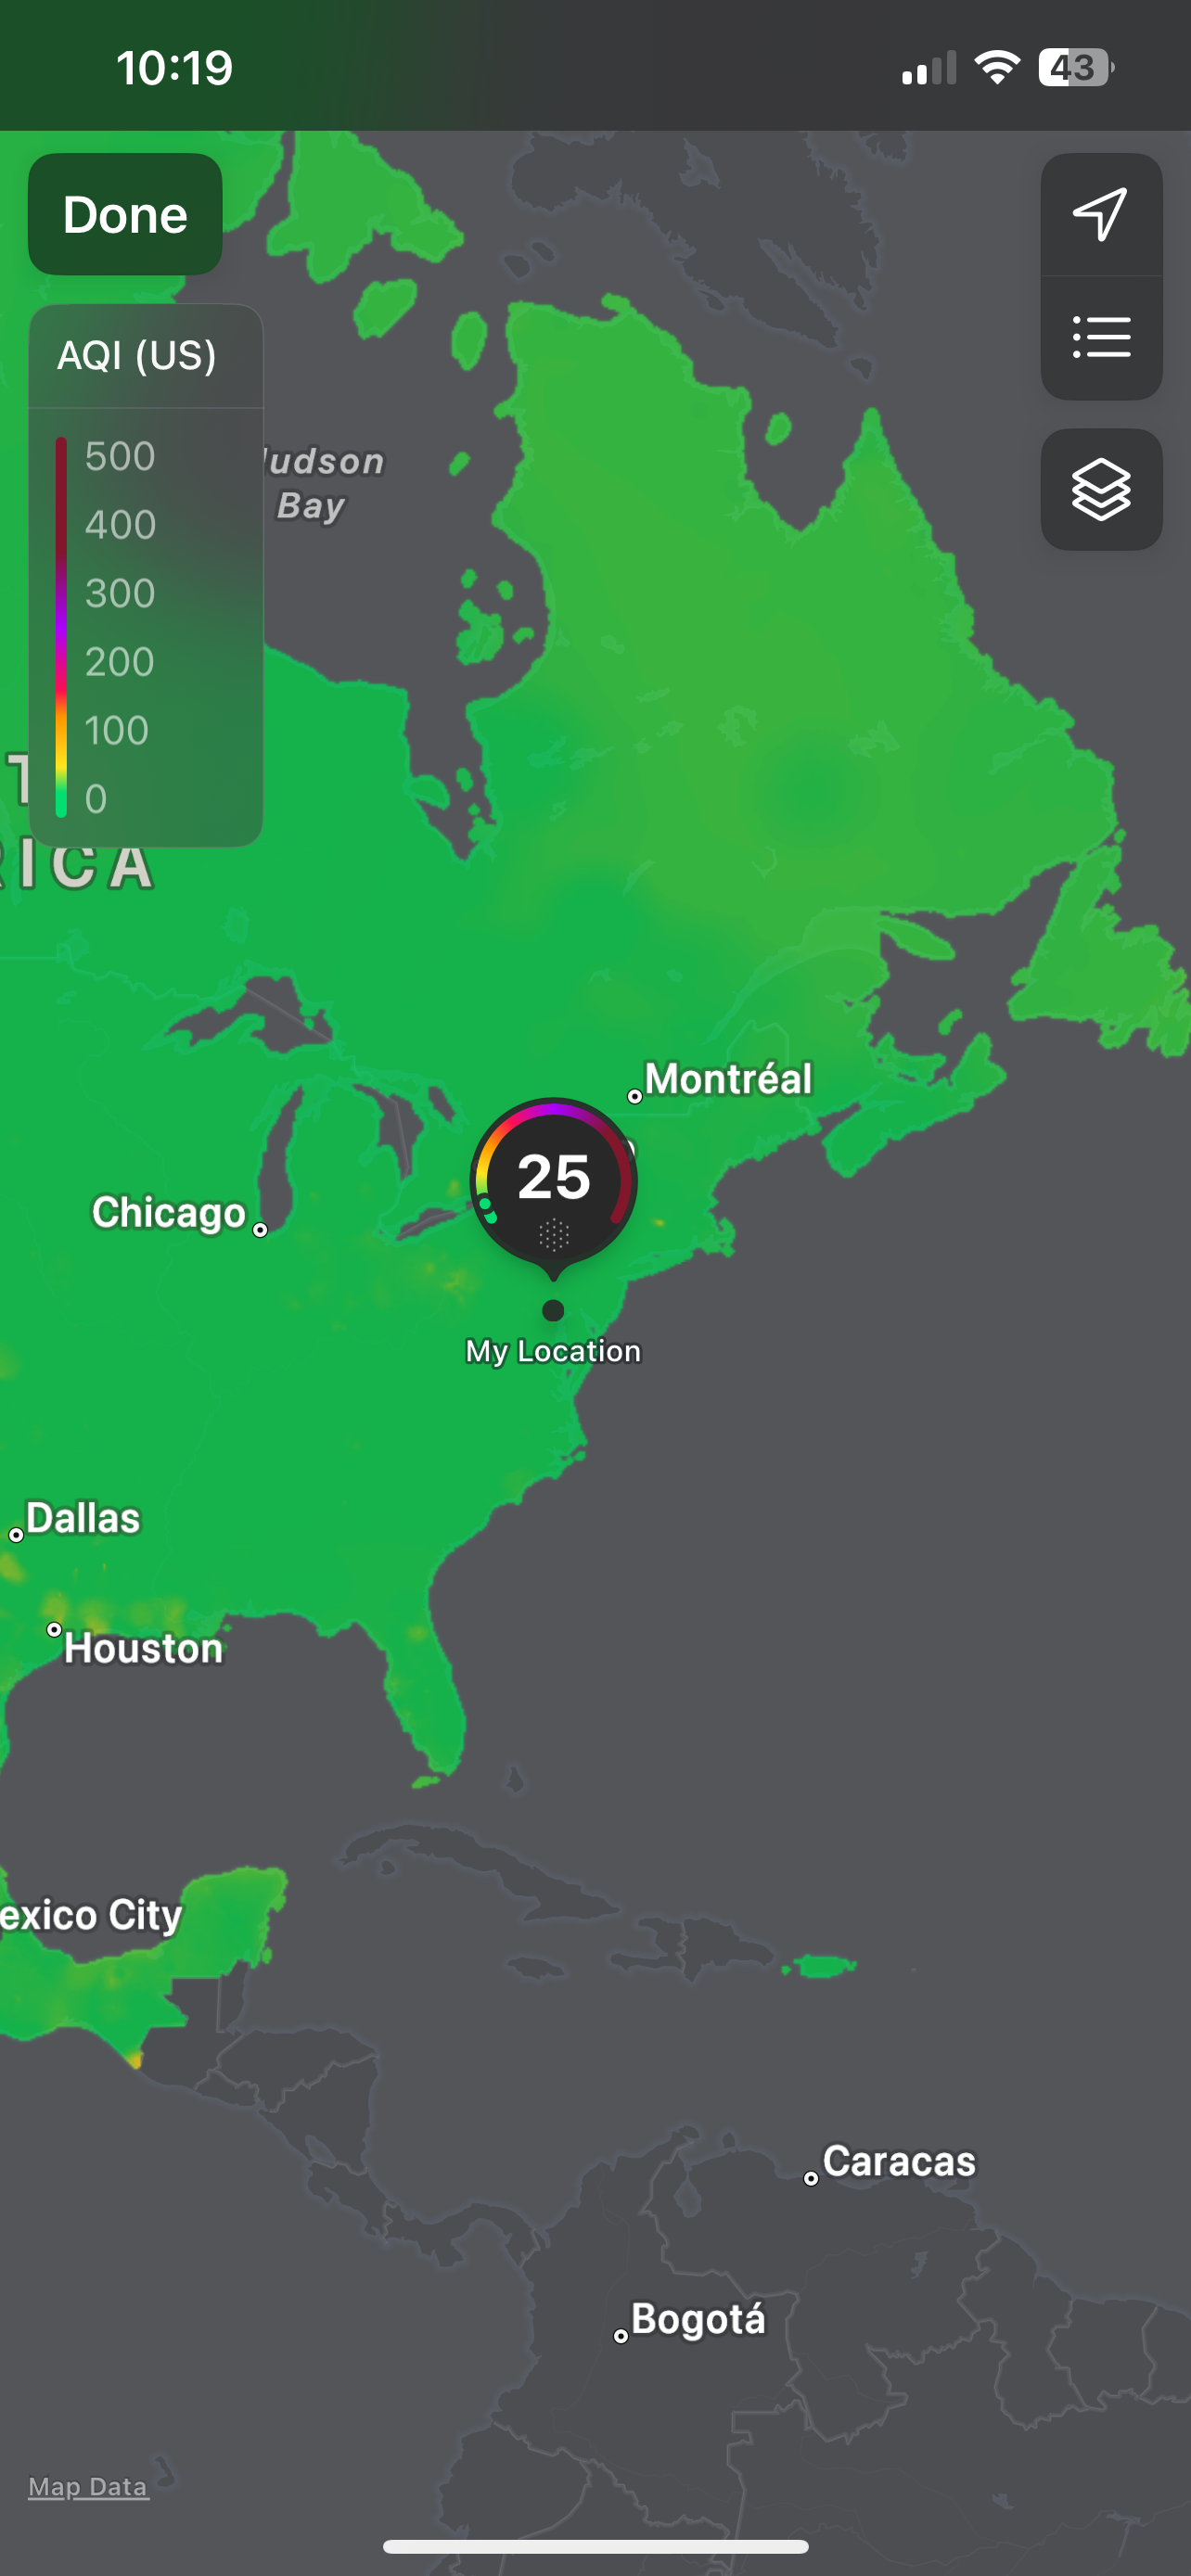 10:19
43
Done
AQI (US)
500
400
300
200
100
0
udson
Bay
T
RICA
Montréal
25
Chicago
My Location
Dallas
Houston
exico City
Caracas
Bogotá
Map Data